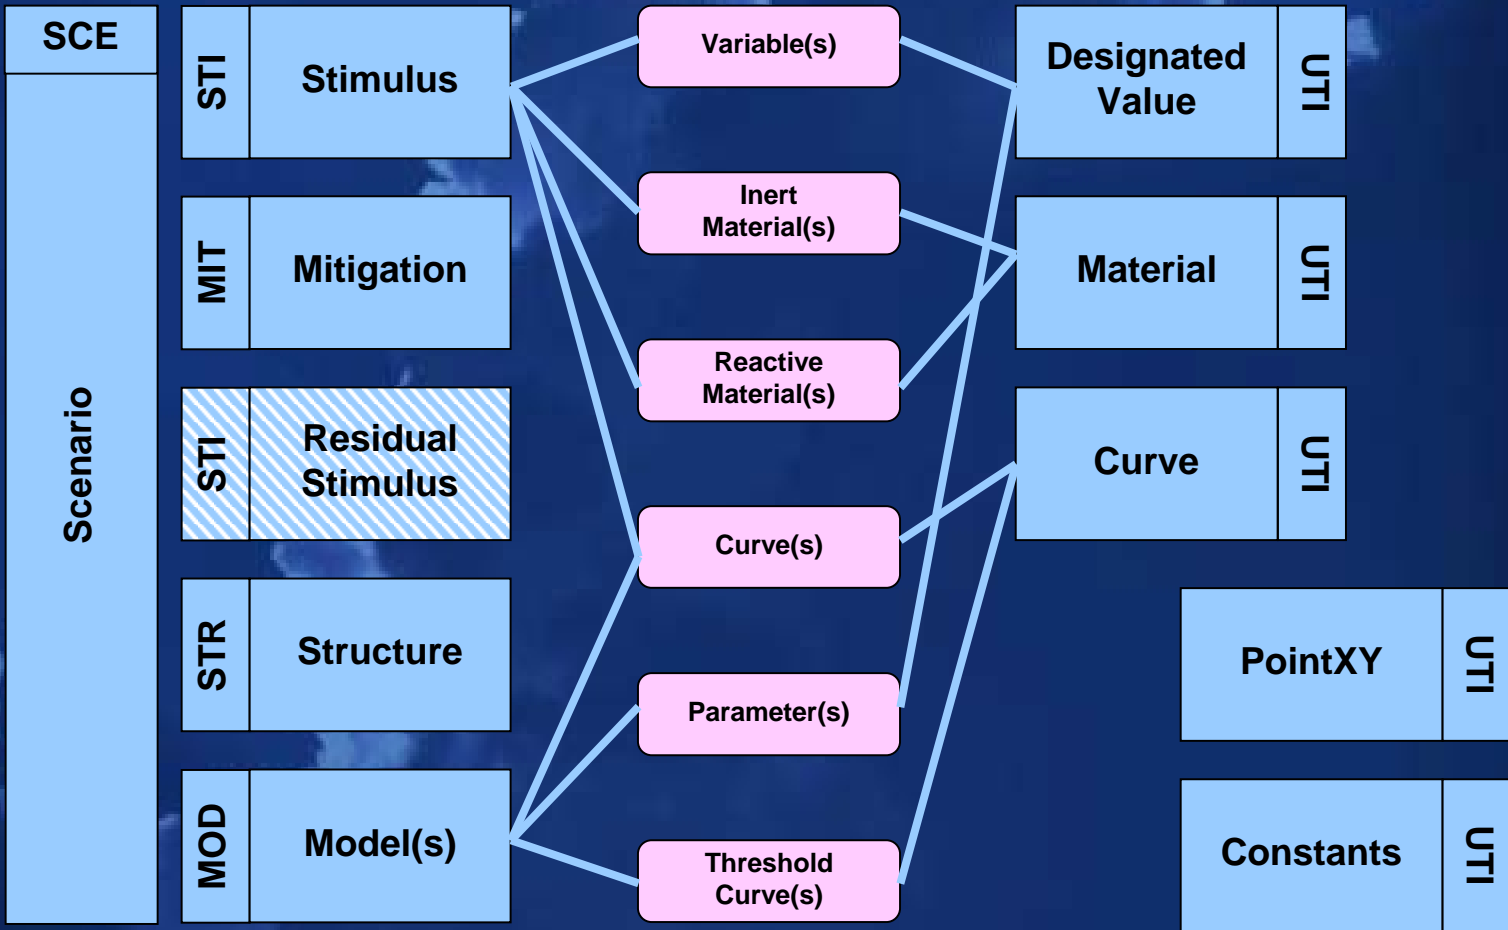 SCE
Scenario
STI
Stimulus
MIT
Mitigation
STI
Residual
Stimulus
STR
Structure
MOD
Model(s)
Variable(s)
Inert
Material(s)
Reactive
Material(s)
Curve(s)
Parameter(s)
Threshold
Curve(s)
Designated
Value
UTI
Material
UTI
Curve
UTI
PointXY
UTI
Constants
UTI